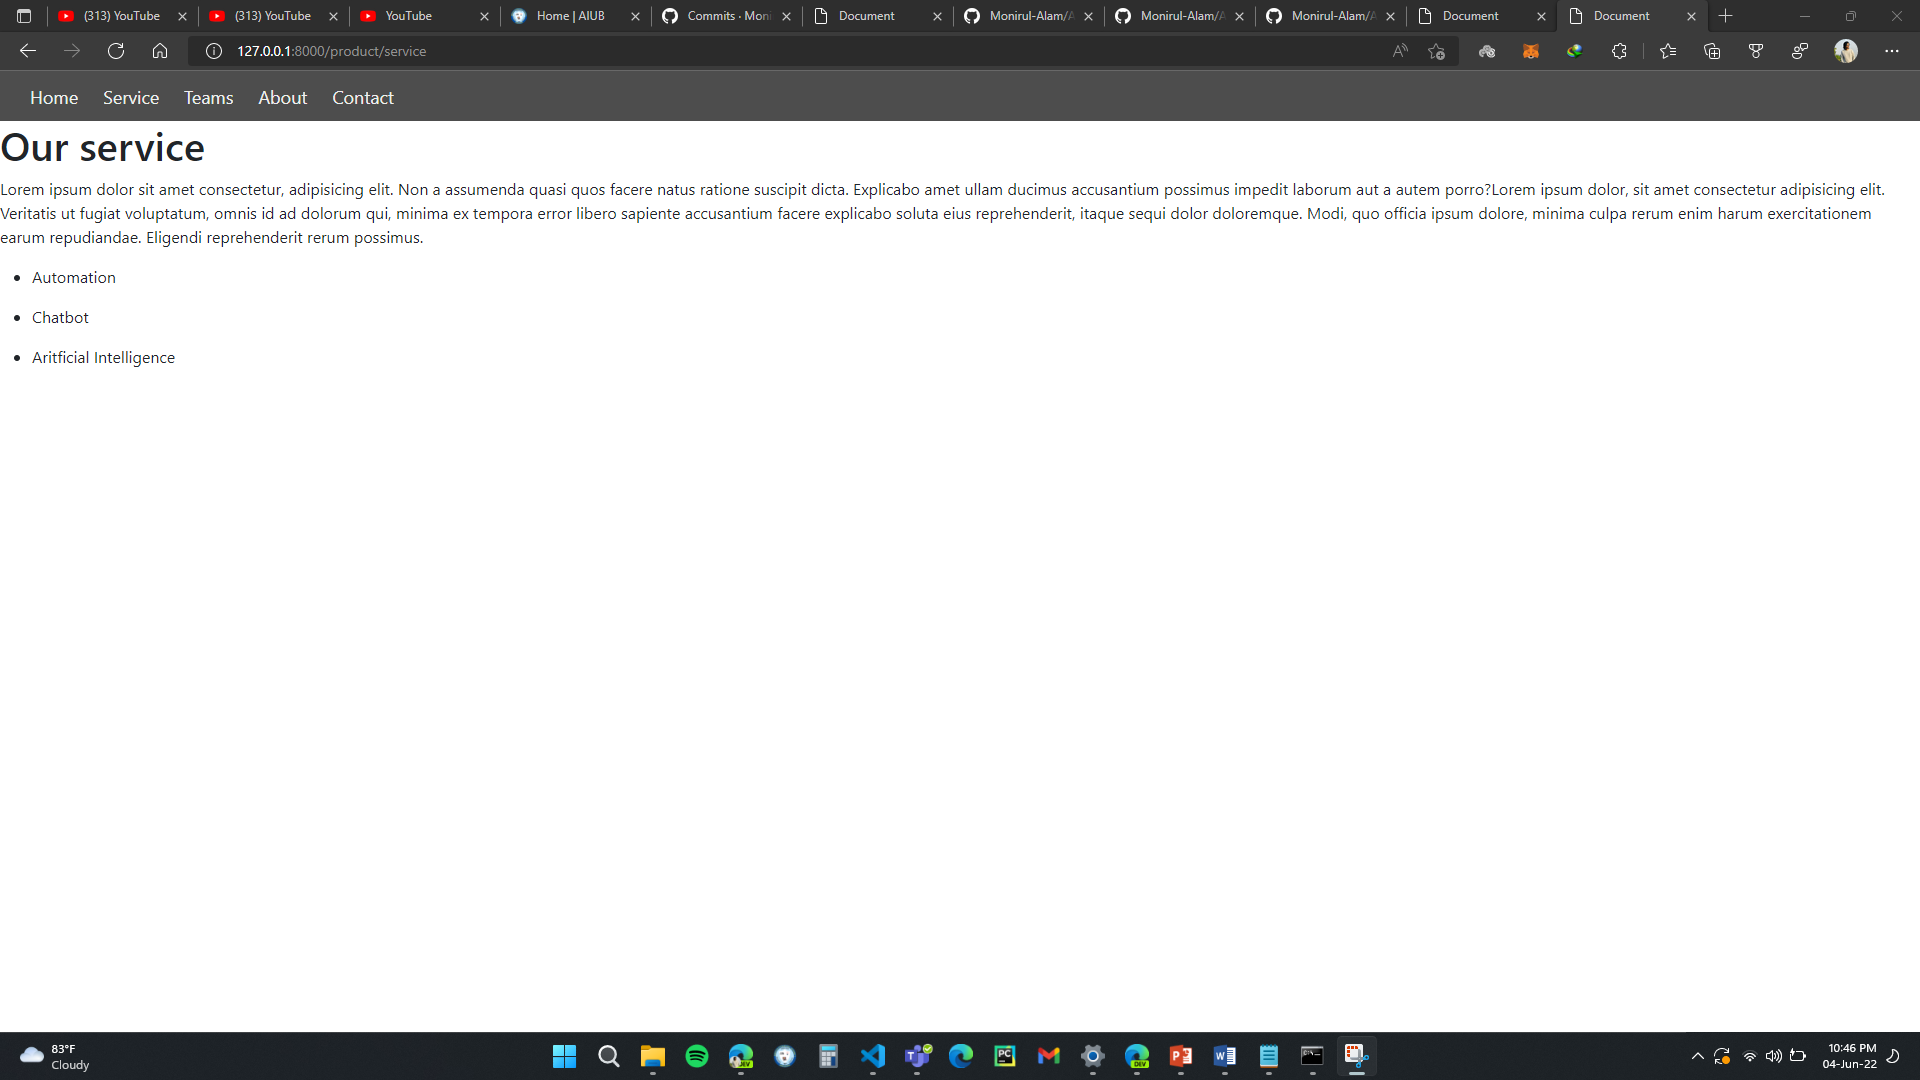 (313) YouTube
(313) YouTube
YouTube
Home | AIUB
Commits · Moni
Document
Monirul-Alam/A
Monirul-Alam/A
Monirul-Alam/A
Document
Document
127.0.0.1:8000/product/service
Home Service Teams About Contact
Our service
Lorem ipsum dolor sit amet consectetur, adipisicing elit. Non a assumenda quasi quos facere natus ratione suscipit dicta. Explicabo amet ullam ducimus accusantium possimus impedit laborum aut a autem porro?Lorem ipsum dolor, sit amet consectetur adipisicing elit.
Veritatis ut fugiat voluptatum, omnis id ad dolorum qui, minima ex tempora error libero sapiente accusantium facere explicabo soluta eius reprehenderit, itaque sequi dolor doloremque. Modi, quo officia ipsum dolore, minima culpa rerum enim harum exercitationem
earum repudiandae. Eligendi reprehenderit rerum possimus.
Automation
Chatbot
Aritficial Intelligence
83°F
Cloudy
10:46 PM
04-Jun-22